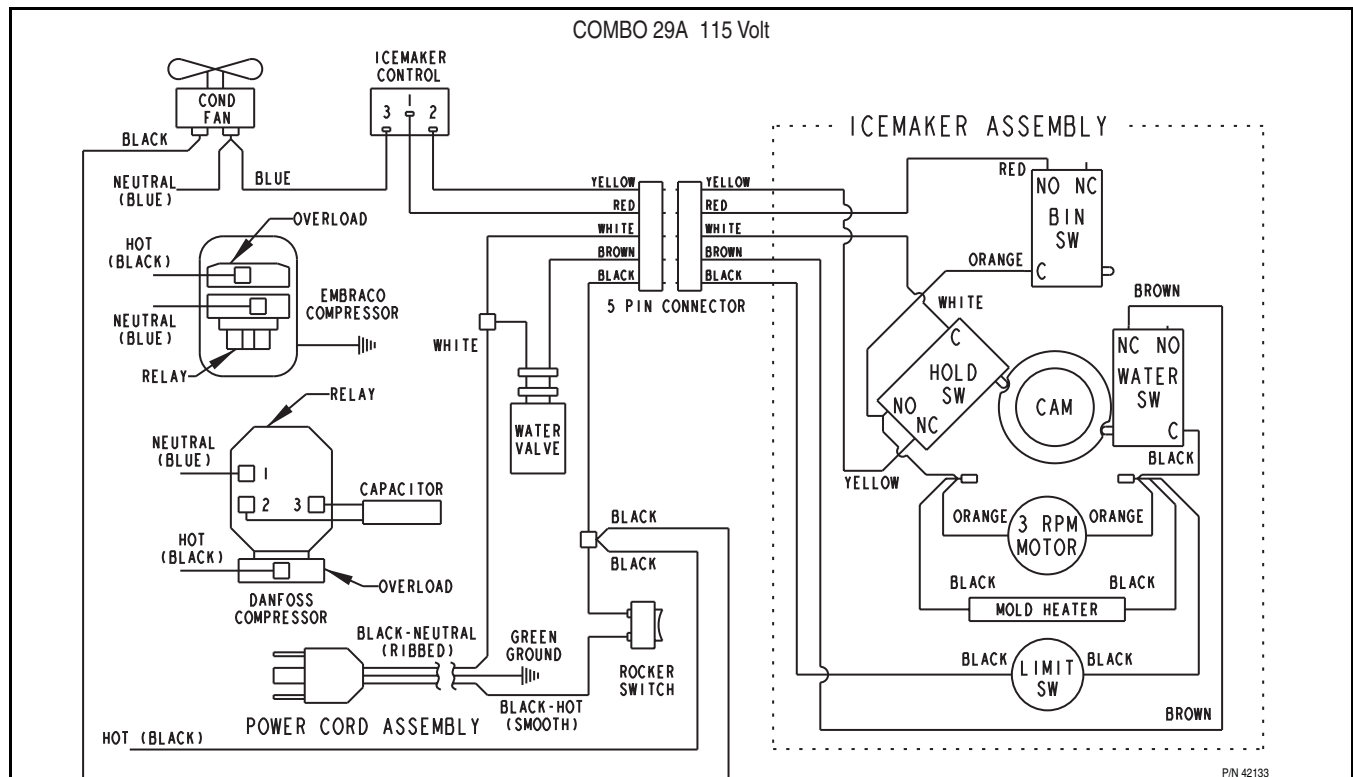 COMBO 29A 115 Volt
COND
FAN
BLACK
NEUTRAL
(BLUE)
BLUE
ICEMAKER
CONTROL
3
1
2
OVERLOAD
HOT
(BLACK)
NEUTRAL
(BLUE)
EMBRACO
COMPRESSOR
RELAY
RELAY
NEUTRAL
(BLUE)
1
2
3
CAPACITOR
HOT
(BLACK)
OVERLOAD
DANFOSS
COMPRESSOR
YELLOW
RED
WHITE
BROWN
BLACK
YELLOW
RED
WHITE
BROWN
BLACK
5 PIN CONNECTOR
WHITE
WATER
VALVE
BLACK
BLACK
BLACK-NEUTRAL
(RIBBED)
GREEN
GROUND
BLACK-HOT
(SMOOTH)
POWER CORD ASSEMBLY
ROCKER
SWITCH
HOT (BLACK)
ICEMAKER ASSEMBLY
RED
NO NC
BIN
SW
C
ORANGE
WHITE
C
HOLD
SW
NO
NC
CAM
BROWN
NC NO
WATER
SW
C
BLACK
YELLOW
ORANGE
3 RPM
MOTOR
ORANGE
BLACK
BLACK
MOLD HEATER
BLACK
LIMIT
SW
BLACK
BROWN
P/N 42133